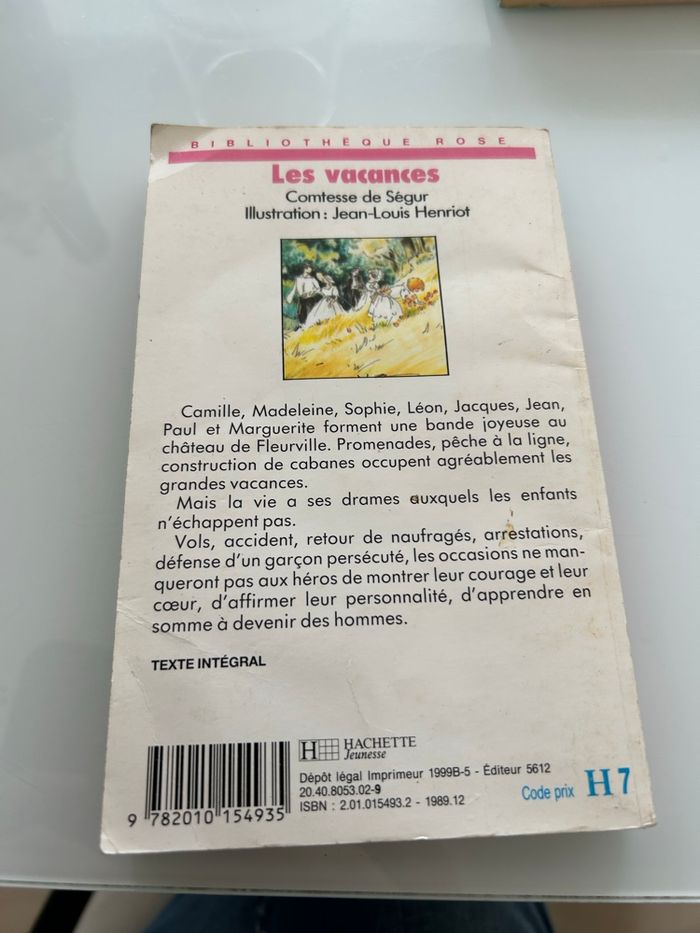 BIBLIOTHÈQUE ROSE
Les vacances
Comtesse de Ségur
Illustration : Jean-Louis Henriot
Camille, Madeleine, Sophie, Léon, Jacques, Jean,
Paul et Marguerite forment une bande joyeuse au
château de Fleurville. Promenades, pêche à la ligne,
construction de cabanes occupent agréablement les
grandes vacances.
Mais la vie a ses drames auxquels les enfants
n'échappent pas.
Vols, accident, retour de naufragés, arrestations,
défense d'un garçon persécuté, les occasions ne man-
queront pas aux héros de montrer leur courage et leur
cœur, d'affirmer leur personnalité, d'apprendre en
somme à devenir des hommes.
TEXTE INTÉGRAL
H HACHETTE
Jeunesse
Dépôt légal Imprimeur 1999B-5 - Éditeur 5612
20.40.8053.02-9
ISBN : 2.01.015493.2 - 1989.12
Code prix H 7
9 782010 154935